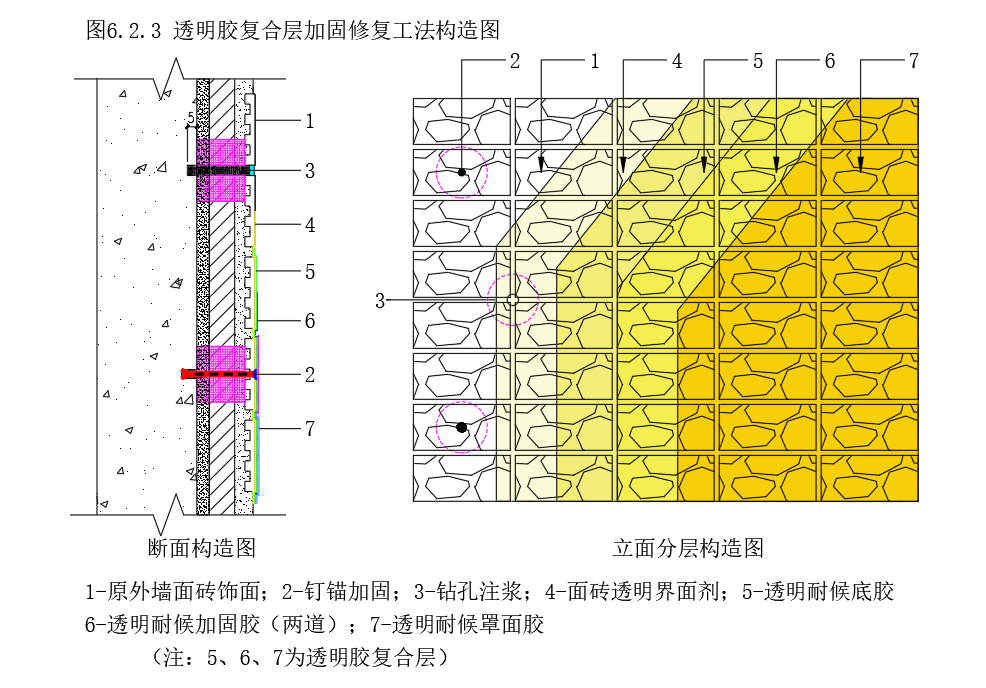 图6.2.3 透明胶复合层加固修复工法构造图
2 1 4 5 6 7
5
1
3
4
5
3
6
2
7
断面构造图 立面分层构造图
1-原外墙面砖饰面；2-钉锚加固；3-钻孔注浆；4-面砖透明界面剂；5-透明耐候底胶
6-透明耐候加固胶（两道）；7-透明耐候罩面胶
（注：5、6、7为透明胶复合层）